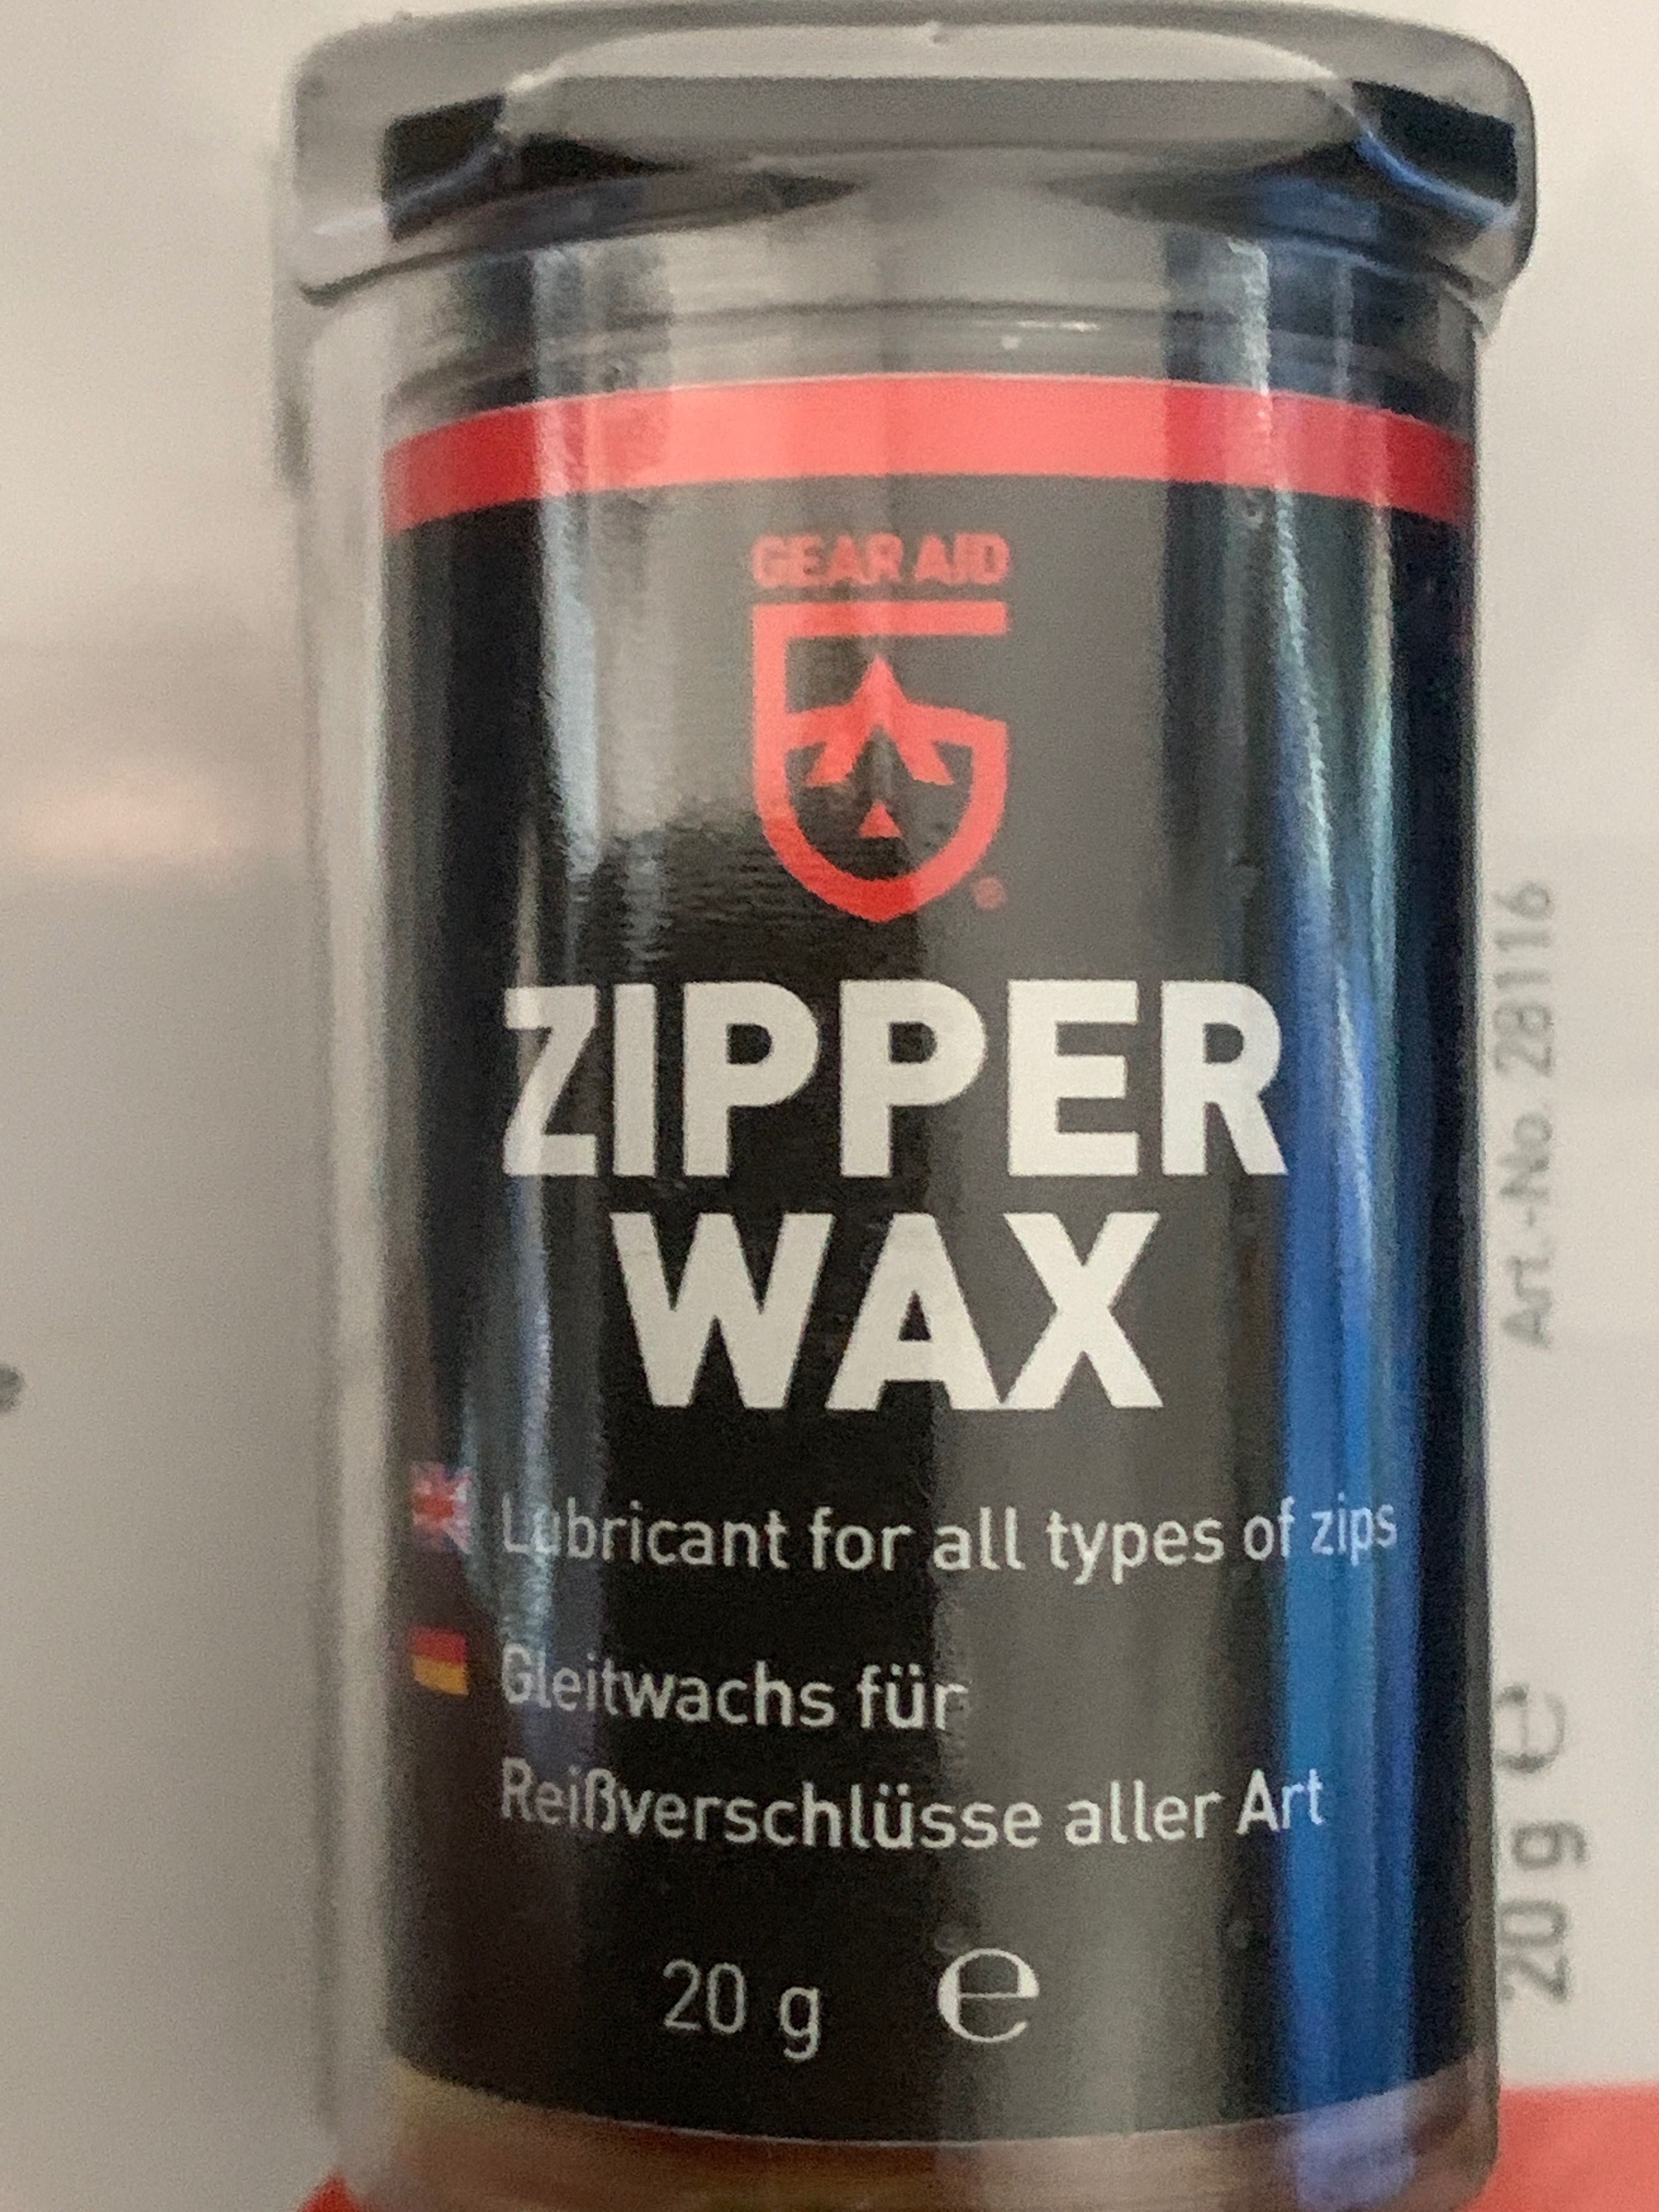 GEAR AID
ZIPPER
WAX
Lubricant for all types of zips
Gleitwachs für
Reißverschlüsse aller Art
20 g ℮
Art.-No. 28116
20 g ℮